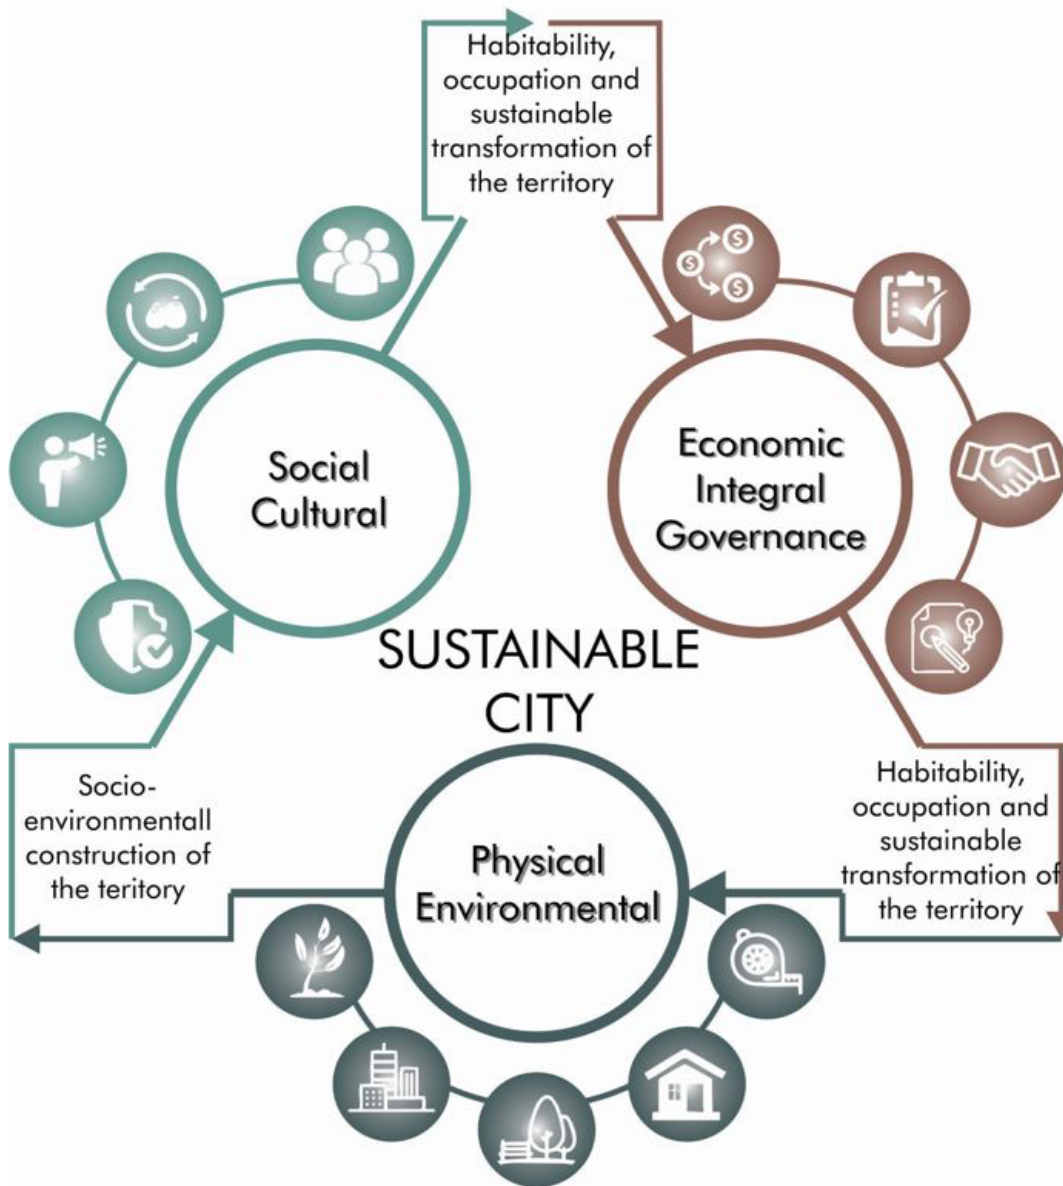 Habitability,
occupation and
sustainable
transformation of
the territory
Social
Cultural
Economic
Integral
Governance
SUSTAINABLE
CITY
Socio-
environmentall
construction of
the teritory
Physical
Environmental
Habitability,
occupation and
sustainable
transformation of
the territory